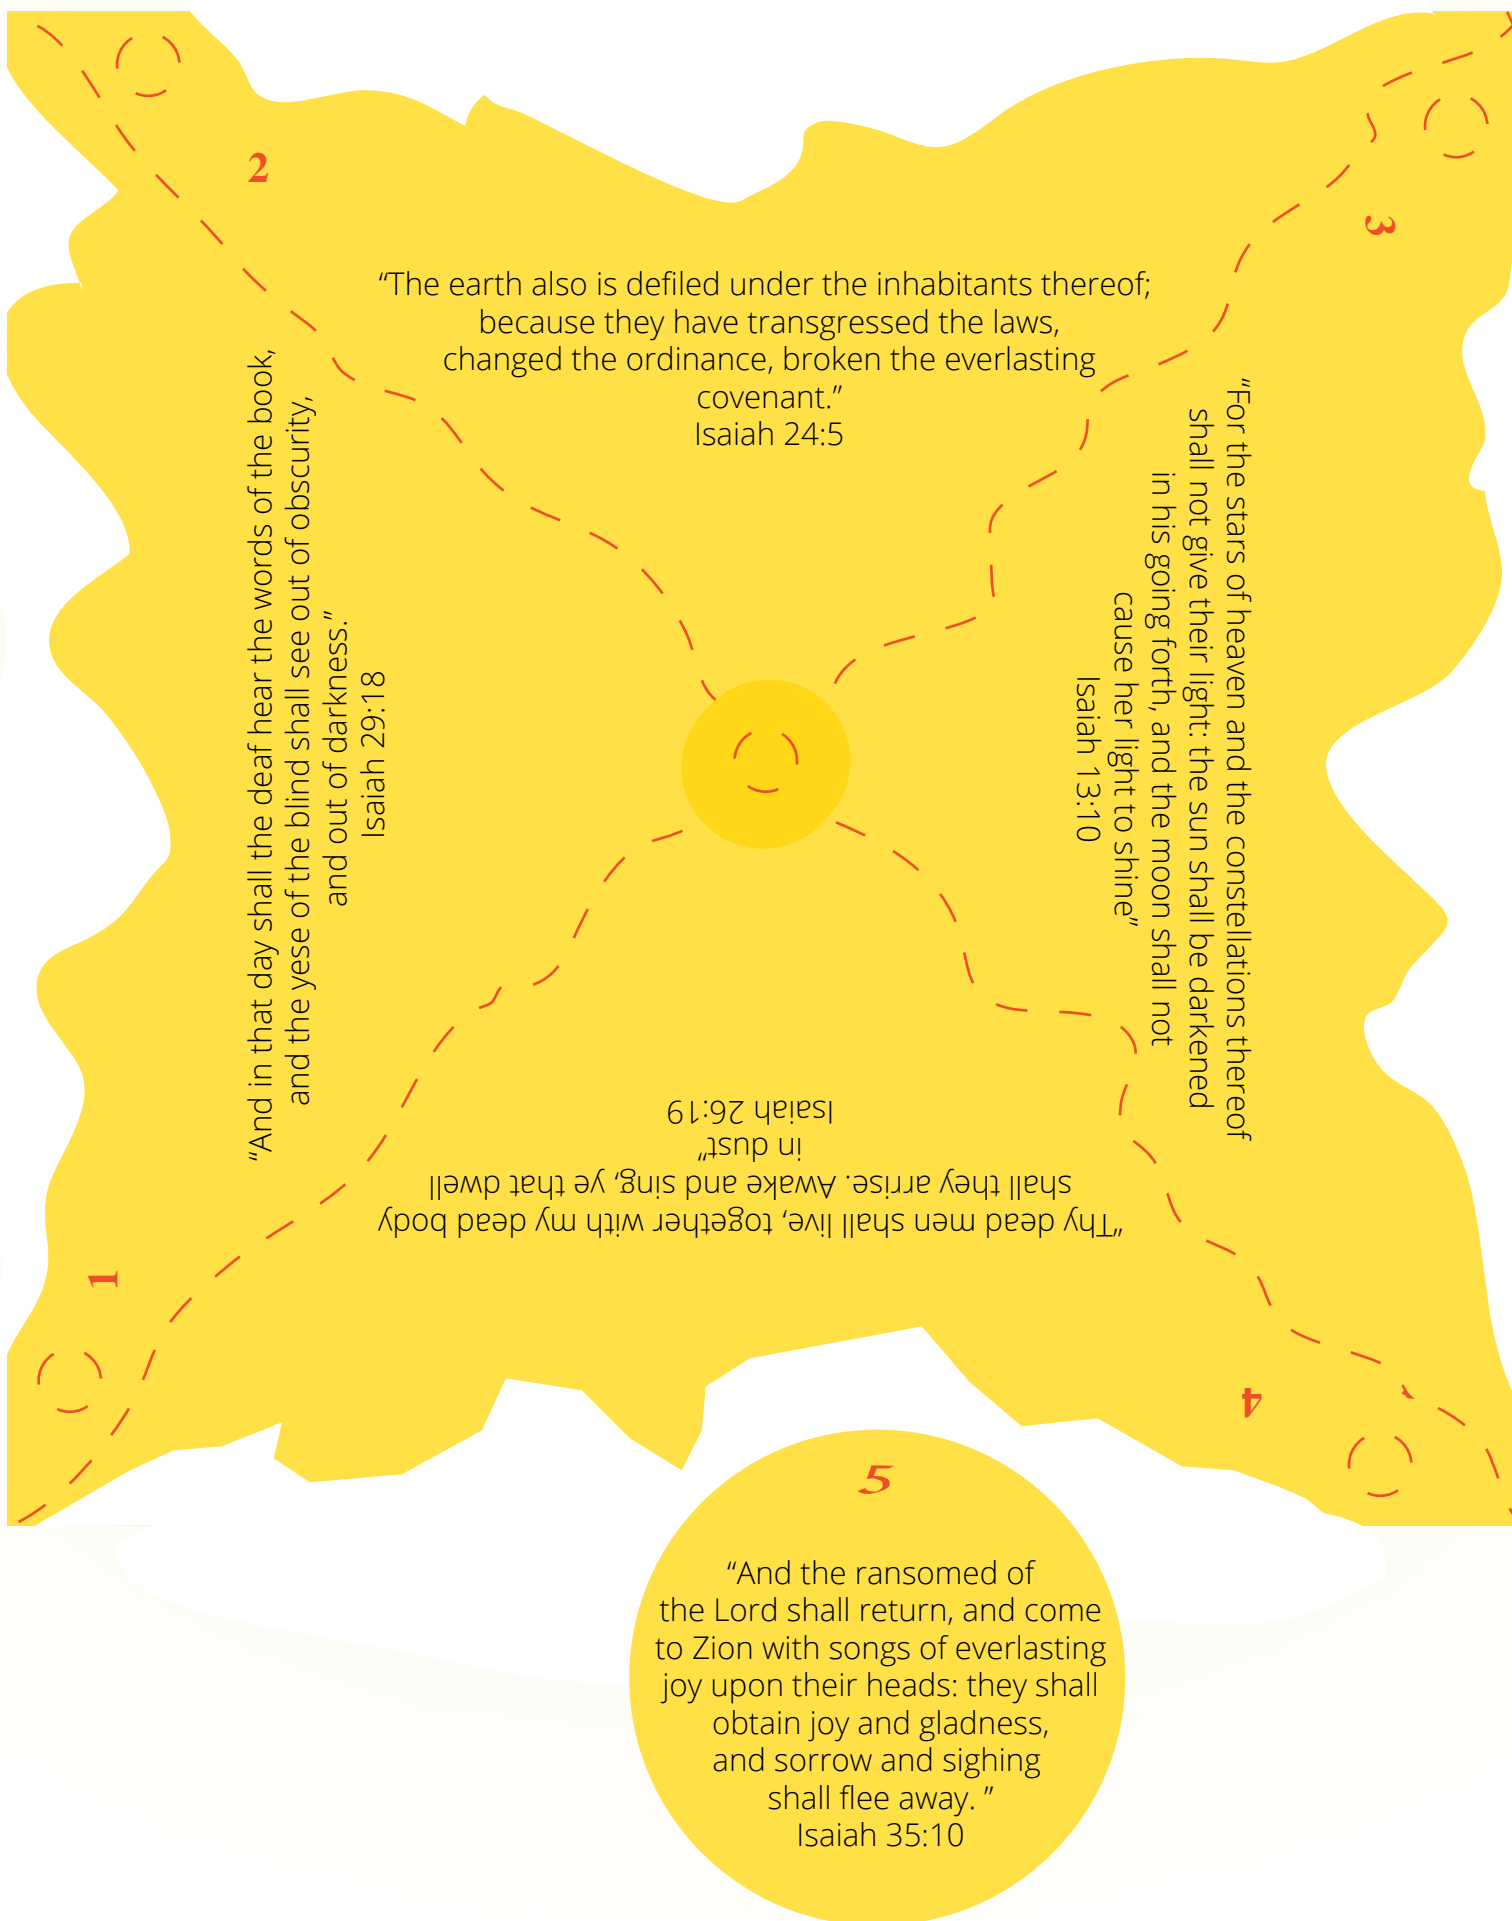 2
3
“The earth also is defiled under the inhabitants thereof;
because they have transgressed the laws,
changed the ordinance, broken the everlasting
covenant.”
Isaiah 24:5
“And in that day shall the deaf hear the words of the book,
and the yese of the blind shall see out of obscurity,
and out of darkness.”
Isaiah 29:18
“For the stars of heaven and the constellations thereof
shall not give their light: the sun shall be darkened
in his going forth, and the moon shall not
cause her light to shine”
Isaiah 13:10
“Thy dead men shall live, together with my dead body
shall they arrise. Awake and sing, ye that dwell
in dust”
Isaiah 26:19
1
4
5
“And the ransomed of
the Lord shall return, and come
to Zion with songs of everlasting
joy upon their heads: they shall
obtain joy and gladness,
and sorrow and sighing
shall flee away. ”
Isaiah 35:10